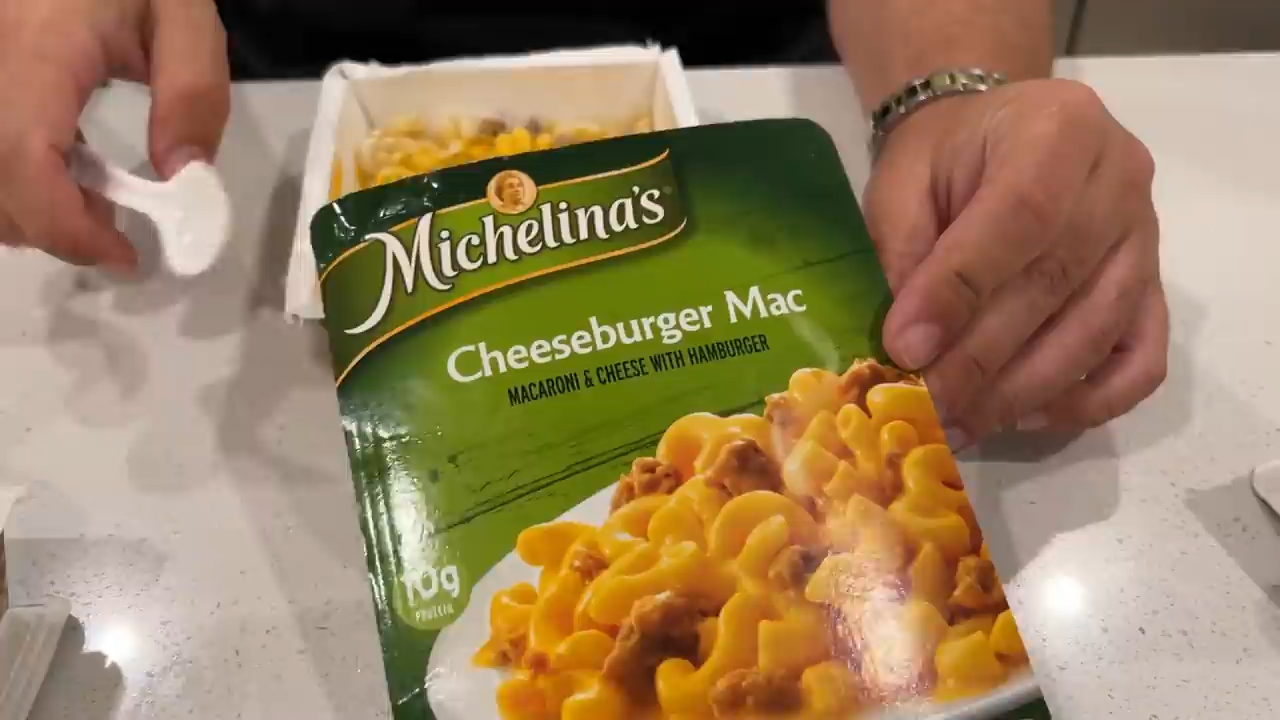 Michelina's
Cheeseburger Mac
MACARONI & CHEESE WITH HAMBURGER
10g
PROTEIN